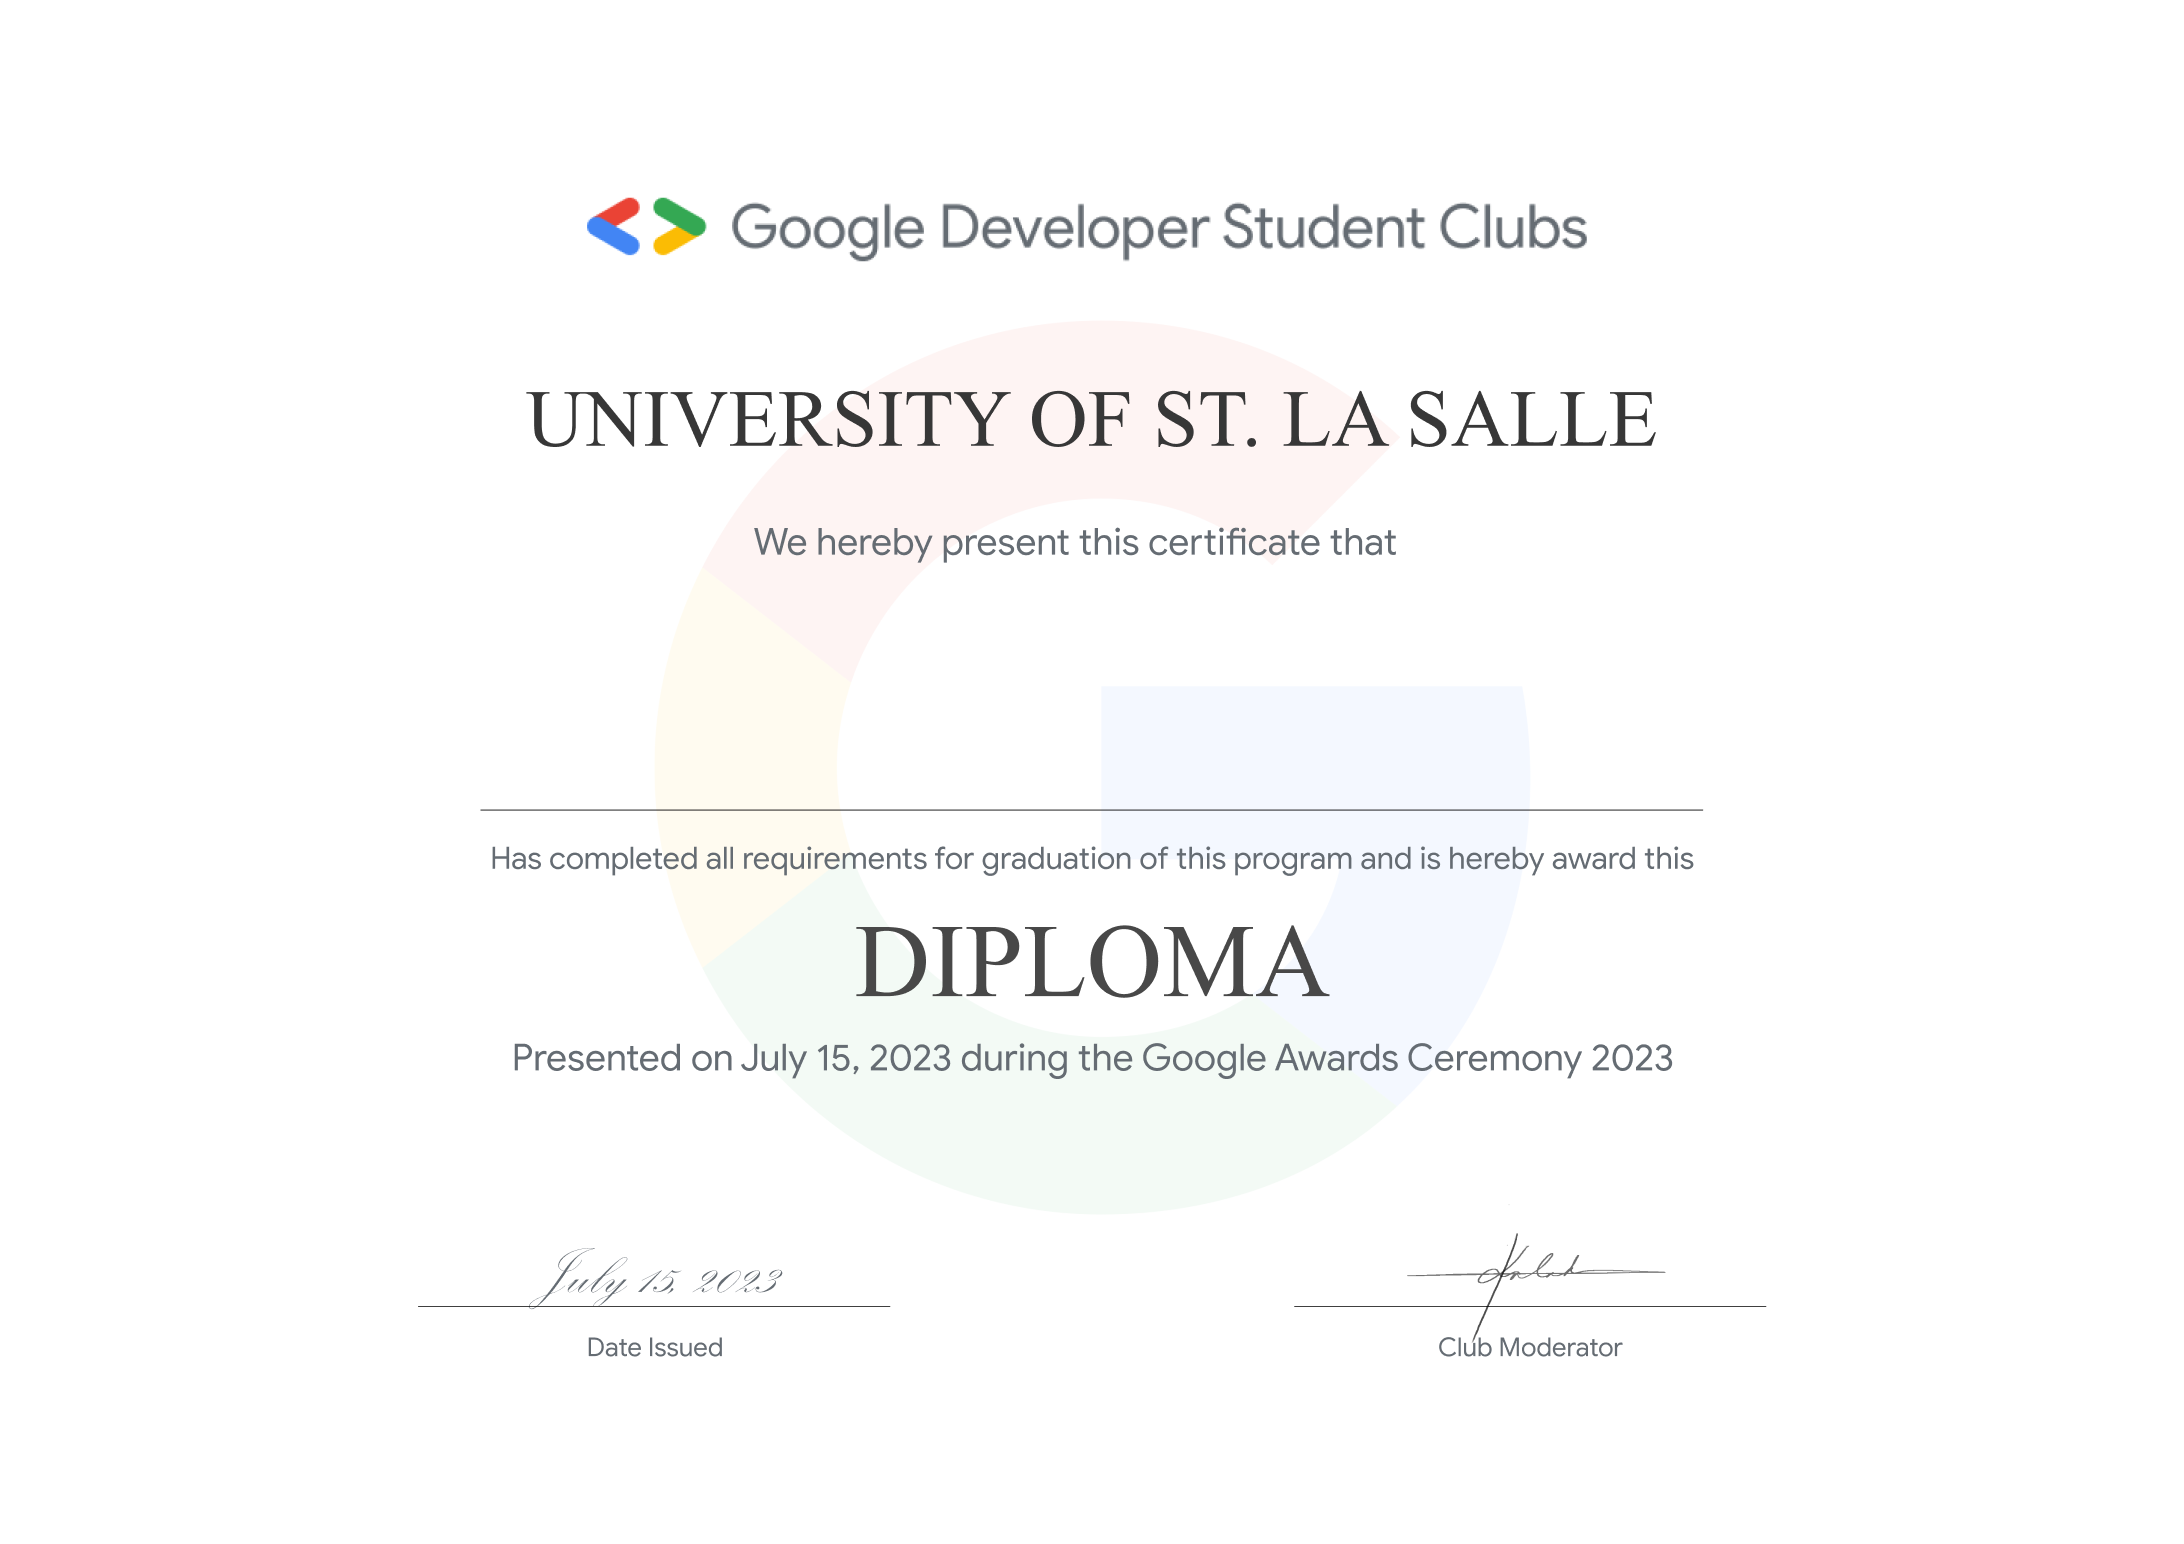 Google Developer Student Clubs
UNIVERSITY OF ST. LA SALLE
We hereby present this certificate that
Has completed all requirements for graduation of this program and is hereby award this
DIPLOMA
Presented on July 15, 2023 during the Google Awards Ceremony 2023
July 15, 2023
Date Issued
Club Moderator